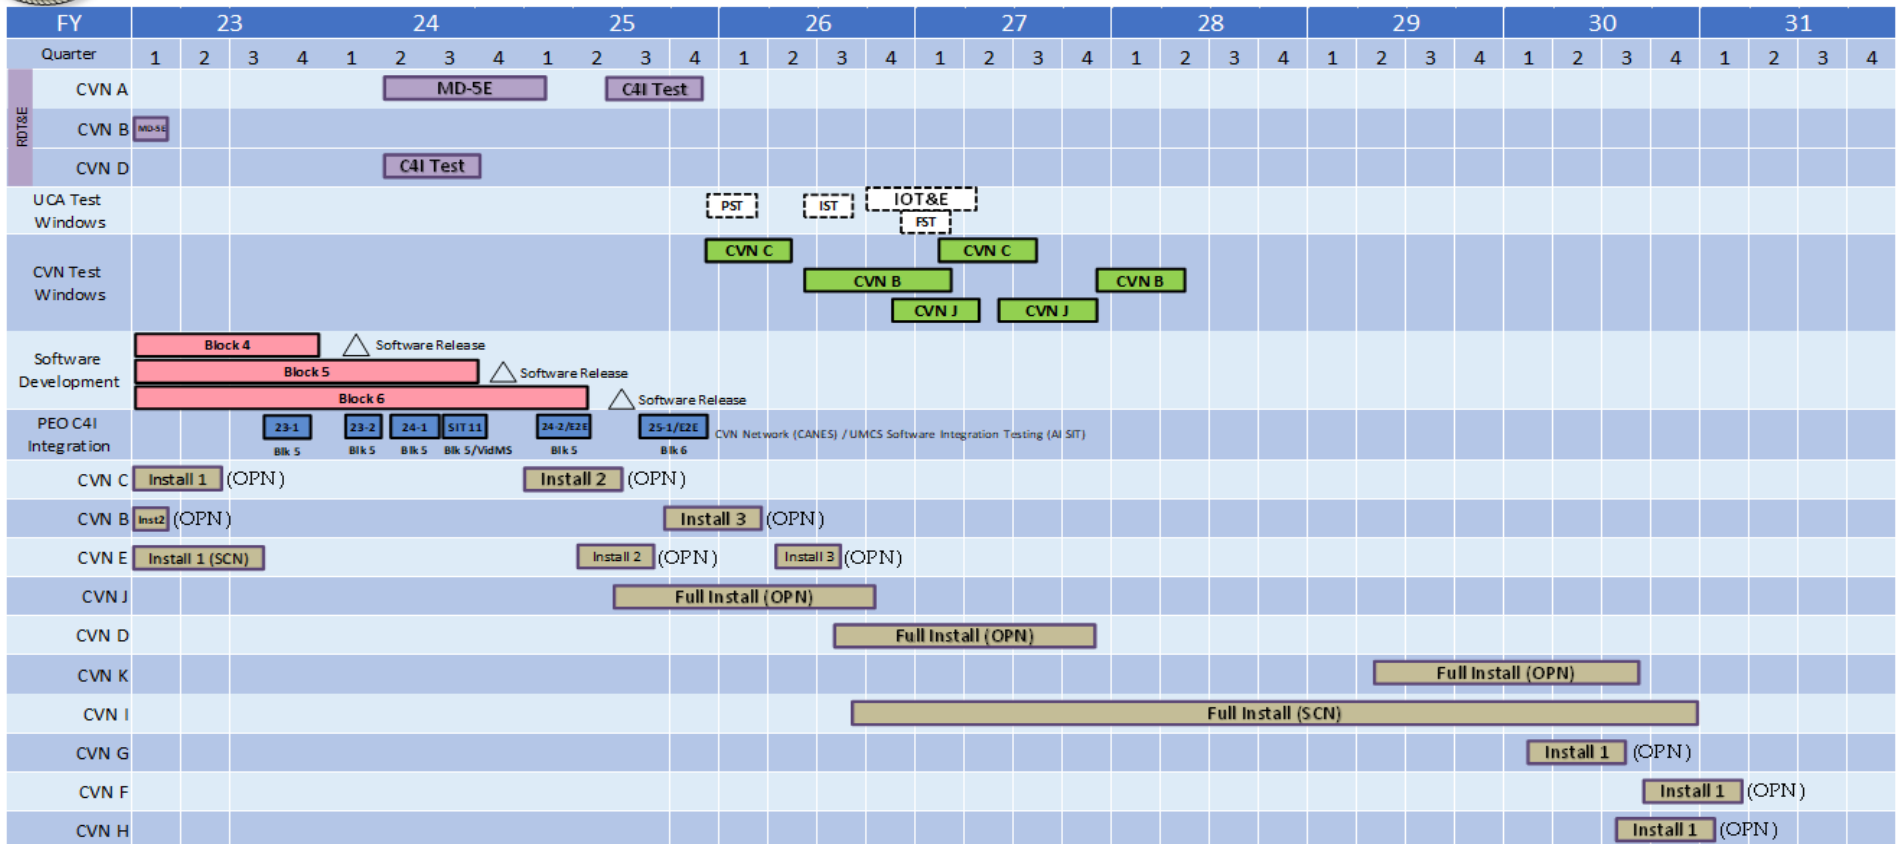 FY 23 24 25 26 27 28 29 30 31
Quarter 1 2 3 4 1 2 3 4 1 2 3 4 1 2 3 4 1 2 3 4 1 2 3 4 1 2 3 4 1 2 3 4 1 2 3 4
RDT&E
CVN A MD-5E C4I Test
CVN B MD-5E
CVN D C4I Test
UCA Test
Windows
PST IST IOT&E
FST
CVN Test
Windows
CVN C CVN C
CVN B CVN B
CVN J CVN J
Software
Development
Block 4 Software Release
Block 5 Software Release
Block 6 Software Release
PEO C4I
Integration
23-1 23-2 24-1 SIT 11 24-2/E2E 25-1/E2E CVN Network (CANES) / UMCS Software Integration Testing (AI SIT)
Blk 5 Blk 5 Blk 5 Blk 5/VidMS Blk 5 Blk 6
CVN C Install 1 (OPN) Install 2 (OPN)
CVN B Inst2 (OPN) Install 3 (OPN)
CVN E Install 1 (SCN) Install 2 (OPN) Install 3 (OPN)
CVN J Full Install (OPN)
CVN D Full Install (OPN)
CVN K Full Install (OPN)
CVN I Full Install (SCN)
CVN G Install 1 (OPN)
CVN F Install 1 (OPN)
CVN H Install 1 (OPN)